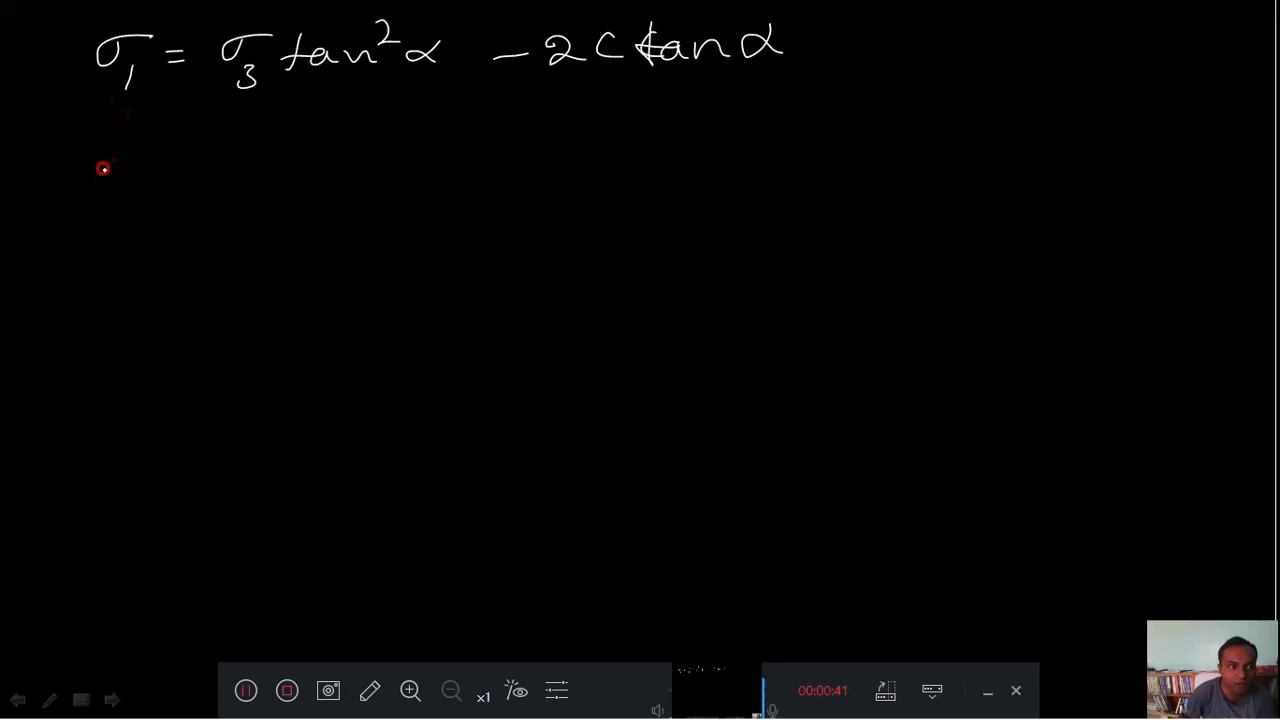 σ₁ = σ₃ tan²α - 2C tanα
x1
00:00:41